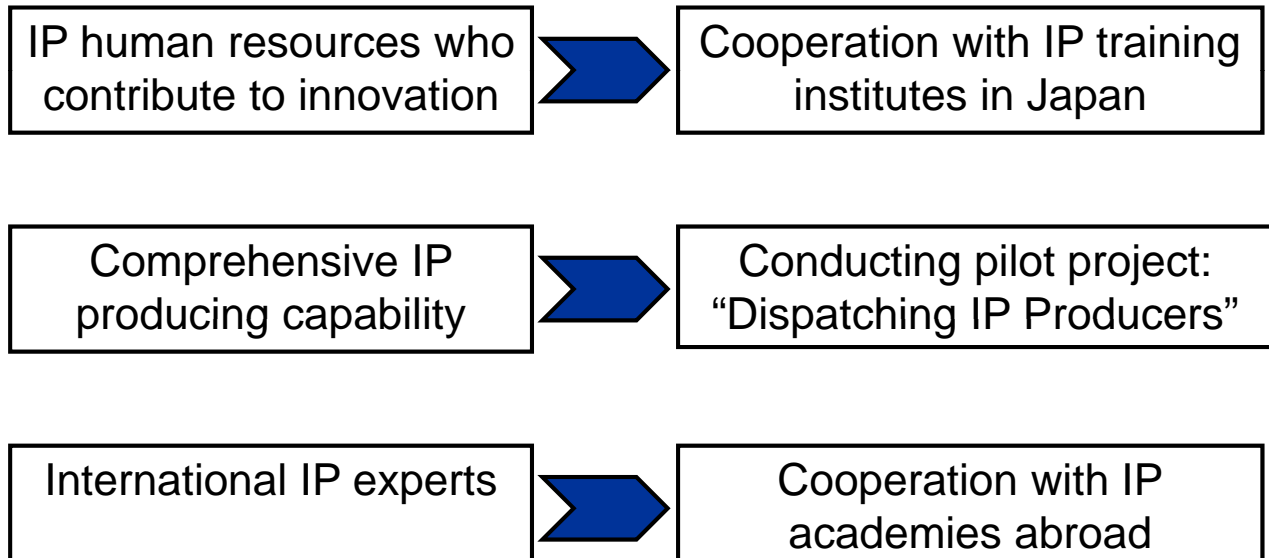 IP human resources who
contribute to innovation
Cooperation with IP training
institutes in Japan
Comprehensive IP
producing capability
Conducting pilot project:
“Dispatching IP Producers”
International IP experts
Cooperation with IP
academies abroad